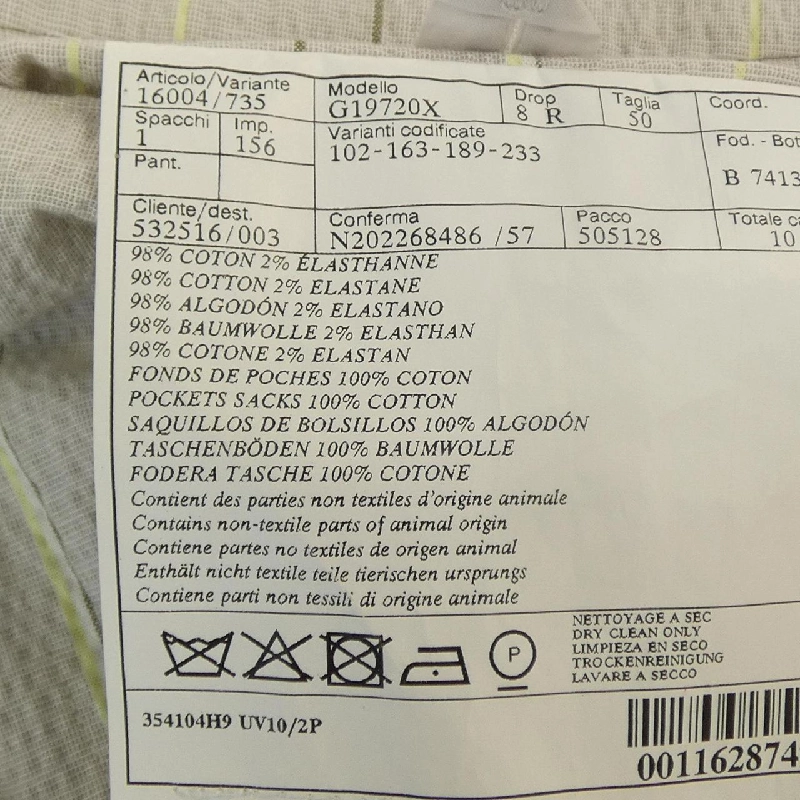 Articolo/Variante
16004/735
Modello
G19720X
Drop
8 R
Taglia
50
Coord.
Spacchi
1
Imp.
156
Varianti codificate
102-163-189-233
Fod. - Bot
B 7413
Pant.
Cliente/dest.
532516/003
Conferma
N202268486 /57
Pacco
505128
Totale ca
10
98% COTON 2% ÉLASTHANNE
98% COTTON 2% ELASTANE
98% ALGODÓN 2% ELASTANO
98% BAUMWOLLE 2% ELASTHAN
98% COTONE 2% ELASTAN
FONDS DE POCHES 100% COTON
POCKETS SACKS 100% COTTON
SAQUILLOS DE BOLSILLOS 100% ALGODÓN
TASCHENBÖDEN 100% BAUMWOLLE
FODERA TASCHE 100% COTONE
Contient des parties non textiles d'origine animale
Contains non-textile parts of animal origin
Contiene partes no textiles de origen animal
Enthält nicht textile teile tierischen ursprungs
Contiene parti non tessili di origine animale
P
NETTOYAGE A SEC
DRY CLEAN ONLY
LIMPIEZA EN SECO
TROCKENREINIGUNG
LAVARE A SECCO
354104H9 UV10/2P
001162874